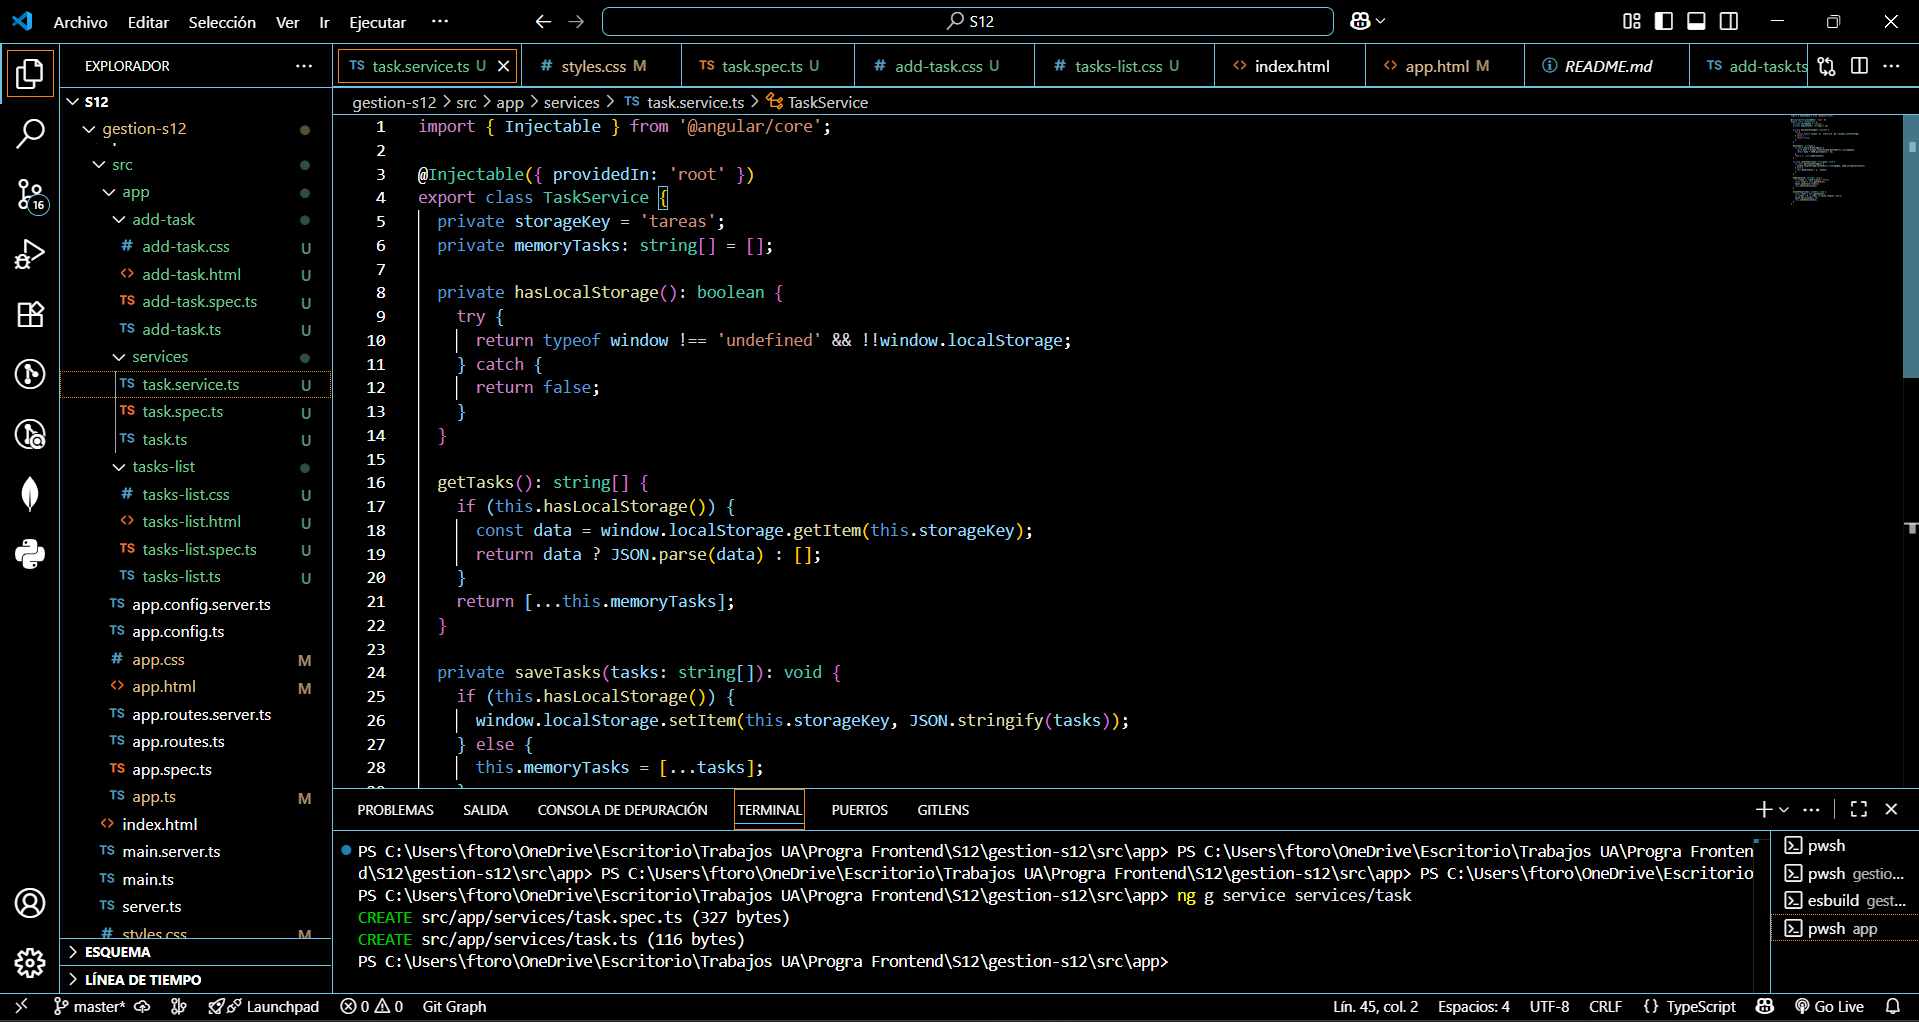 Archivo Editar Selección Ver Ir Ejecutar ··· S12
EXPLORADOR ···
S12
gestion-s12
src
app
add-task
# add-task.css U
<> add-task.html U
TS add-task.spec.ts U
TS add-task.ts U
services
TS task.service.ts U
TS task.spec.ts U
TS task.ts U
tasks-list
# tasks-list.css U
<> tasks-list.html U
TS tasks-list.spec.ts U
TS tasks-list.ts U
TS app.config.server.ts
TS app.config.ts
# app.css M
<> app.html M
TS app.routes.server.ts
TS app.routes.ts
TS app.spec.ts
TS app.ts M
<> index.html
TS main.server.ts
TS main.ts
TS server.ts
# styles.css M
ESQUEMA
LÍNEA DE TIEMPO
16
TS task.service.ts U # styles.css M TS task.spec.ts U # add-task.css U # tasks-list.css U <> index.html <> app.html M README.md TS add-task.ts ···
gestion-s12 > src > app > services > TS task.service.ts > TaskService
1 import { Injectable } from '@angular/core';
2
3 @Injectable({ providedIn: 'root' })
4 export class TaskService {
5 private storageKey = 'tareas';
6 private memoryTasks: string[] = [];
7
8 private hasLocalStorage(): boolean {
9 try {
10 return typeof window !== 'undefined' && !!window.localStorage;
11 } catch {
12 return false;
13 }
14 }
15
16 getTasks(): string[] {
17 if (this.hasLocalStorage()) {
18 const data = window.localStorage.getItem(this.storageKey);
19 return data ? JSON.parse(data) : [];
20 }
21 return [...this.memoryTasks];
22 }
23
24 private saveTasks(tasks: string[]): void {
25 if (this.hasLocalStorage()) {
26 window.localStorage.setItem(this.storageKey, JSON.stringify(tasks));
27 } else {
28 this.memoryTasks = [...tasks];
PROBLEMAS SALIDA CONSOLA DE DEPURACIÓN TERMINAL PUERTOS GITLENS
PS C:\Users\ftoro\OneDrive\Escritorio\Trabajos UA\Progra Frontend\S12\gestion-s12\src\app> PS C:\Users\ftoro\OneDrive\Escritorio\Trabajos UA\Progra Fronten
d\S12\gestion-s12\src\app> PS C:\Users\ftoro\OneDrive\Escritorio\Trabajos UA\Progra Frontend\S12\gestion-s12\src\app> PS C:\Users\ftoro\OneDrive\Escritorio
PS C:\Users\ftoro\OneDrive\Escritorio\Trabajos UA\Progra Frontend\S12\gestion-s12\src\app> ng g service services/task
CREATE src/app/services/task.spec.ts (327 bytes)
CREATE src/app/services/task.ts (116 bytes)
PS C:\Users\ftoro\OneDrive\Escritorio\Trabajos UA\Progra Frontend\S12\gestion-s12\src\app>
pwsh
pwsh gestio...
esbuild gest...
pwsh app
master* Launchpad 0 0 Git Graph Lín. 45, col. 2 Espacios: 4 UTF-8 CRLF {} TypeScript Go Live